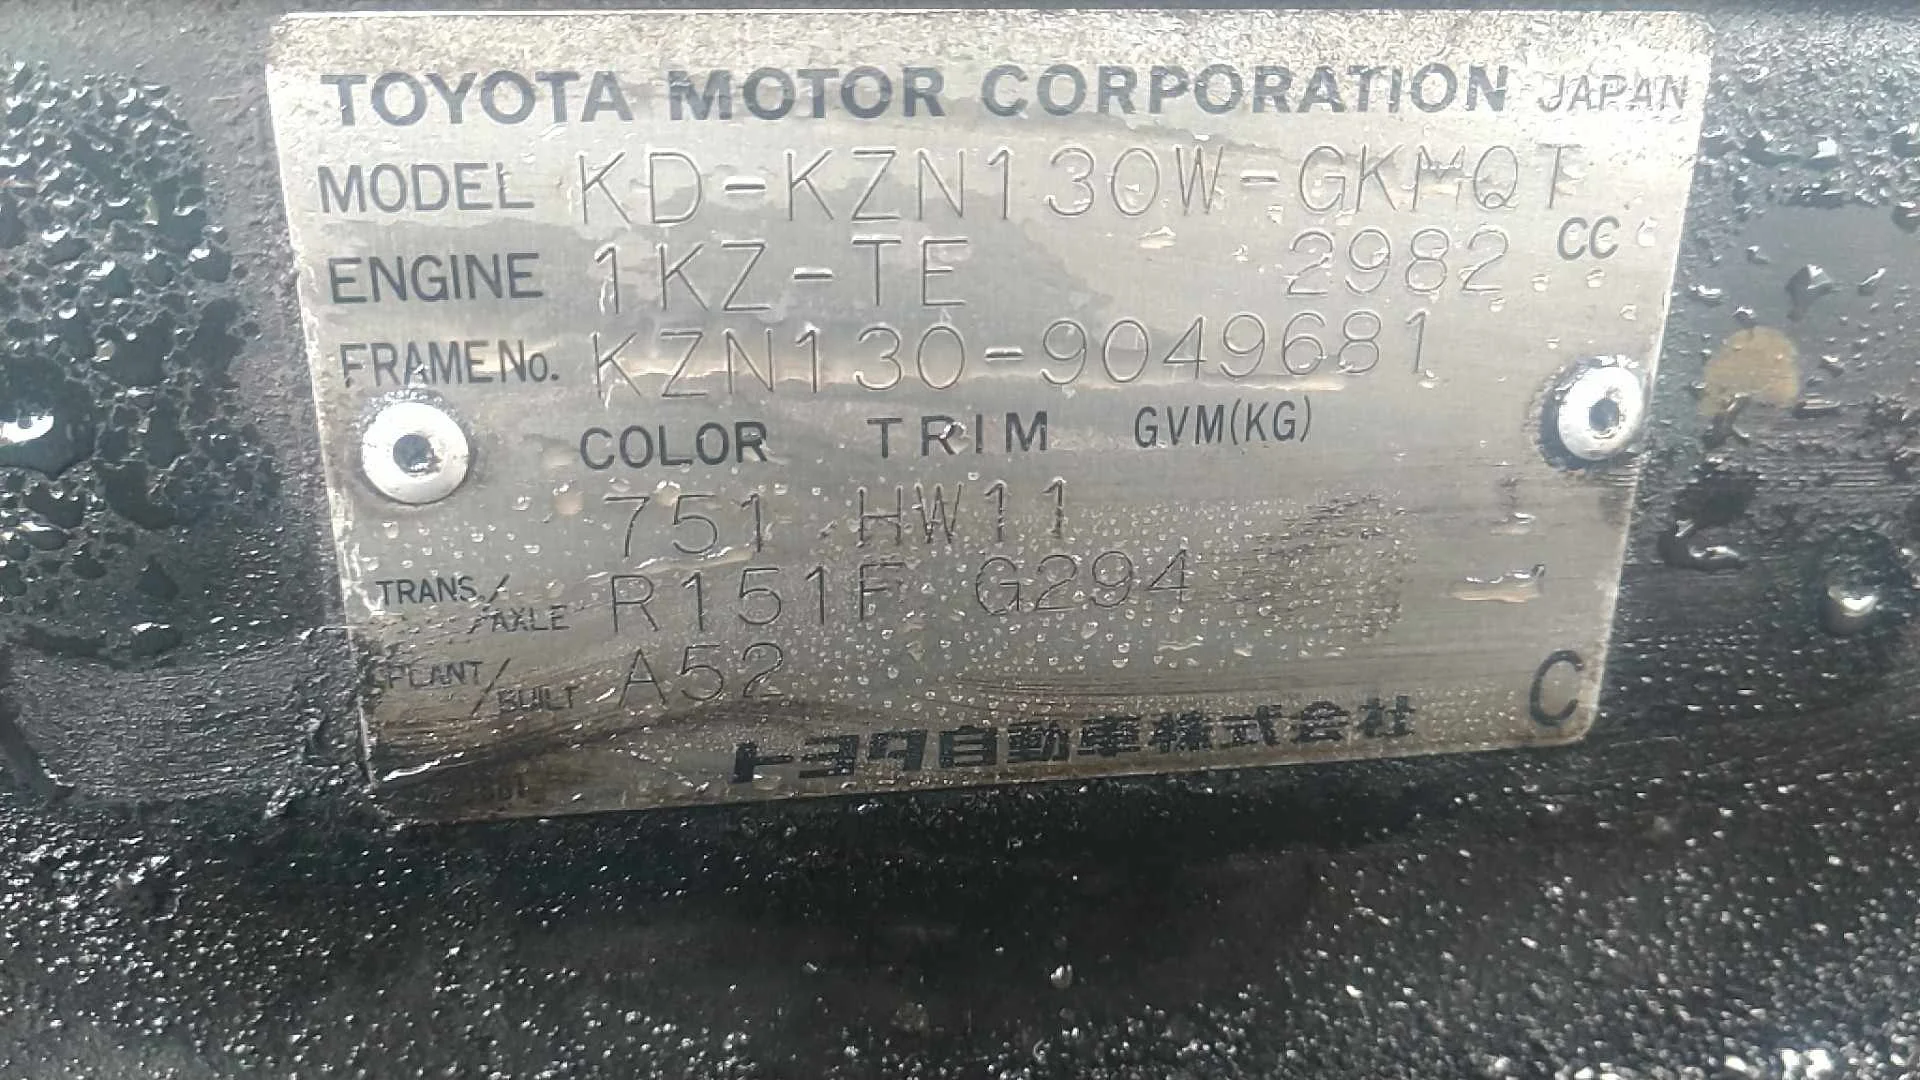 TOYOTA MOTOR CORPORATION JAPAN
MODEL KD-KZN130W-GKMQT
ENGINE 1KZ-TE 2982 CC
FRAME No. KZN130-9049681
COLOR TRIM GVM(KG)
751 HW11
TRANS./AXLE R151F G294
PLANT/BUILT A52
C
トヨタ自動車株式会社